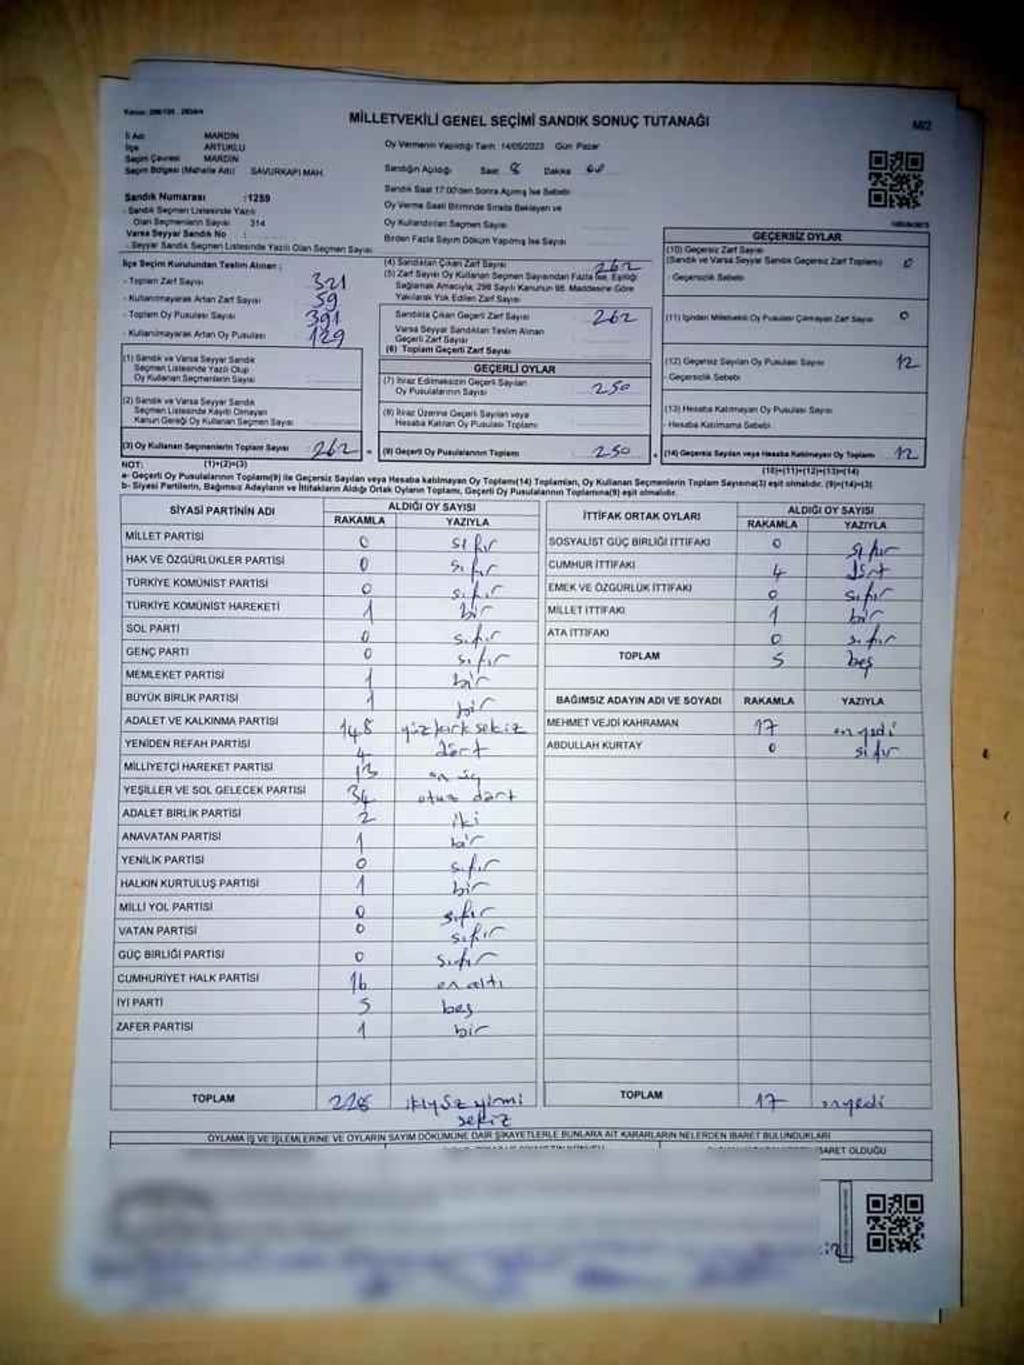 MİLLETVEKİLİ GENEL SEÇİMİ SANDIK SONUÇ TUTANAĞI
İl Adı MARDİN
İlçe ARTUKLU
Seçim Çevresi MARDİN
Seçim Bölgesi (Mahalle Adı) SAVURKAPI MAH.
Sandık Numarası :1259
- Sandık Seçmen Listesinde Yazılı
Olan Seçmenlerin Sayısı 314
Varsa Seyyar Sandık No :
- Seyyar Sandık Seçmen Listesinde Yazılı Olan Seçmen Sayısı
Oy Vermenin Yapıldığı Tarih 14/05/2023 Gün Pazar
Sandığın Açıldığı Saat 8 Dakika
Sandık Saat 17:00'den Sonra Açılmış İse Sebebi
Oy Verme Saati Bitiminde Sırada Bekleyen ve
Oy Kullandırılan Seçmen Sayısı
Birden Fazla Sayım Döküm Yapılmış İse Sayısı
İlçe Seçim Kurulundan Teslim Alınan :
- Toplam Zarf Sayısı 321
- Kullanılmayarak Artan Zarf Sayısı 59
- Toplam Oy Pusulası Sayısı 391
- Kullanılmayarak Artan Oy Pusulası 129
(1) Sandık ve Varsa Seyyar Sandık
Seçmen Listesinde Yazılı Olup
Oy Kullanan Seçmenlerin Sayısı
(2) Sandık ve Varsa Seyyar Sandık
Seçmen Listesinde Kayıtlı Olmayan
Kanun Gereği Oy Kullanan Seçmen Sayısı
(3) Oy Kullanan Seçmenlerin Toplam Sayısı 262
(4) Sandıktan Çıkan Zarf Sayısı 262
(5) Zarf Sayısı Oy Kullanan Seçmen Sayısından Fazla İse, Eşitliği
Sağlamak Amacıyla, 298 Sayılı Kanunun 98. Maddesine Göre
Yakılarak Yok Edilen Zarf Sayısı
Sandıkta Çıkan Geçerli Zarf Sayısı 262
Varsa Seyyar Sandıktan Teslim Alınan
Geçerli Zarf Sayısı
(6) Toplam Geçerli Zarf Sayısı
GEÇERLİ OYLAR
(7) İtiraz Edilmeksizin Geçerli Sayılan
Oy Pusulalarının Sayısı 250
(8) İtiraz Üzerine Geçerli Sayılan veya
Hesaba Katılan Oy Pusulası Toplamı
(9) Geçerli Oy Pusulalarının Toplamı 250
GEÇERSİZ OYLAR
(10) Geçersiz Zarf Sayısı
(Sandık ve Varsa Seyyar Sandık Geçersiz Zarf Toplamı) 0
- Geçersizlik Sebebi
(11) İçinden Milletvekili Oy Pusulası Çıkmayan Zarf Sayısı 0
(12) Geçersiz Sayılan Oy Pusulası Sayısı 12
- Geçersizlik Sebebi
(13) Hesaba Katılmayan Oy Pusulası Sayısı
- Hesaba Katılmama Sebebi
(14) Geçersiz Sayılan veya Hesaba Katılmayan Oy Toplamı 12
NOT: (1)+(2)=(3)
(10)+(11)+(12)+(13)=(14)
a- Geçerli Oy Pusulalarının Toplamı(9) ile Geçersiz Sayılan veya Hesaba katılmayan Oy Toplamı(14) Toplamları, Oy Kullanan Seçmenlerin Toplam Sayısına(3) eşit olmalıdır. (9)+(14)=(3)
b- Siyasi Partilerin, Bağımsız Adayların ve İttifakların Aldığı Ortak Oyların Toplamı, Geçerli Oy Pusulalarının Toplamına(9) eşit olmalıdır.
SİYASİ PARTİNİN ADI ALDIĞI OY SAYISI
RAKAMLA YAZIYLA
MİLLET PARTİSİ 0 sıfır
HAK VE ÖZGÜRLÜKLER PARTİSİ 0 sıfır
TÜRKİYE KOMÜNİST PARTİSİ 0 sıfır
TÜRKİYE KOMÜNİST HAREKETİ 1 bir
SOL PARTİ 0 sıfır
GENÇ PARTİ 0 sıfır
MEMLEKET PARTİSİ 1 bir
BÜYÜK BİRLİK PARTİSİ 1 bir
ADALET VE KALKINMA PARTİSİ 148 yüzkırk sekiz
YENİDEN REFAH PARTİSİ 4 dört
MİLLİYETÇİ HAREKET PARTİSİ 13 on üç
YEŞİLLER VE SOL GELECEK PARTİSİ 34 otuz dört
ADALET BİRLİK PARTİSİ 2 iki
ANAVATAN PARTİSİ 1 bir
YENİLİK PARTİSİ 0 sıfır
HALKIN KURTULUŞ PARTİSİ 1 bir
MİLLİ YOL PARTİSİ 0 sıfır
VATAN PARTİSİ 0 sıfır
GÜÇ BİRLİĞİ PARTİSİ 0 sıfır
CUMHURİYET HALK PARTİSİ 16 on altı
İYİ PARTİ 5 beş
ZAFER PARTİSİ 1 bir
TOPLAM 228 ikiyüz yirmi
sekiz
İTTİFAK ORTAK OYLARI ALDIĞI OY SAYISI
RAKAMLA YAZIYLA
SOSYALİST GÜÇ BİRLİĞİ İTTİFAKI 0 sıfır
CUMHUR İTTİFAKI 4 dört
EMEK VE ÖZGÜRLÜK İTTİFAKI 0 sıfır
MİLLET İTTİFAKI 1 bir
ATA İTTİFAKI 0 sıfır
TOPLAM 5 beş
BAĞIMSIZ ADAYIN ADI VE SOYADI RAKAMLA YAZIYLA
MEHMET VEJDİ KAHRAMAN 17 onyedi
ABDULLAH KURTAY 0 sıfır
TOPLAM 17 onyedi
OYLAMA İŞ VE İŞLEMLERİNE VE OYLARIN SAYIM DÖKÜMÜNE DAİR ŞİKAYETLERLE BUNLARA AİT KARARLARIN NELERDEN İBARET BULUNDUKLARI
OLDUĞU